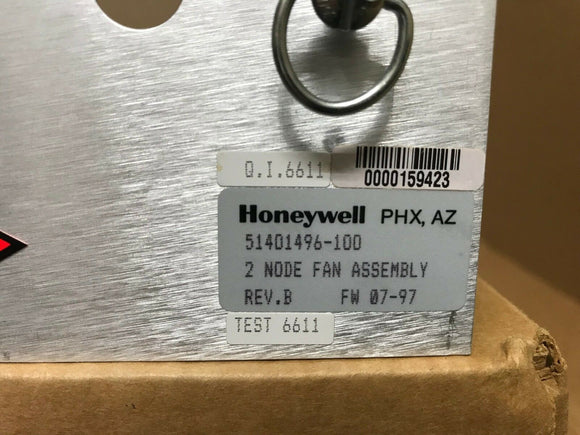 Q.I.6611
0000159423
Honeywell PHX, AZ
51401496-100
2 NODE FAN ASSEMBLY
REV.B FW 07-97
TEST 6611